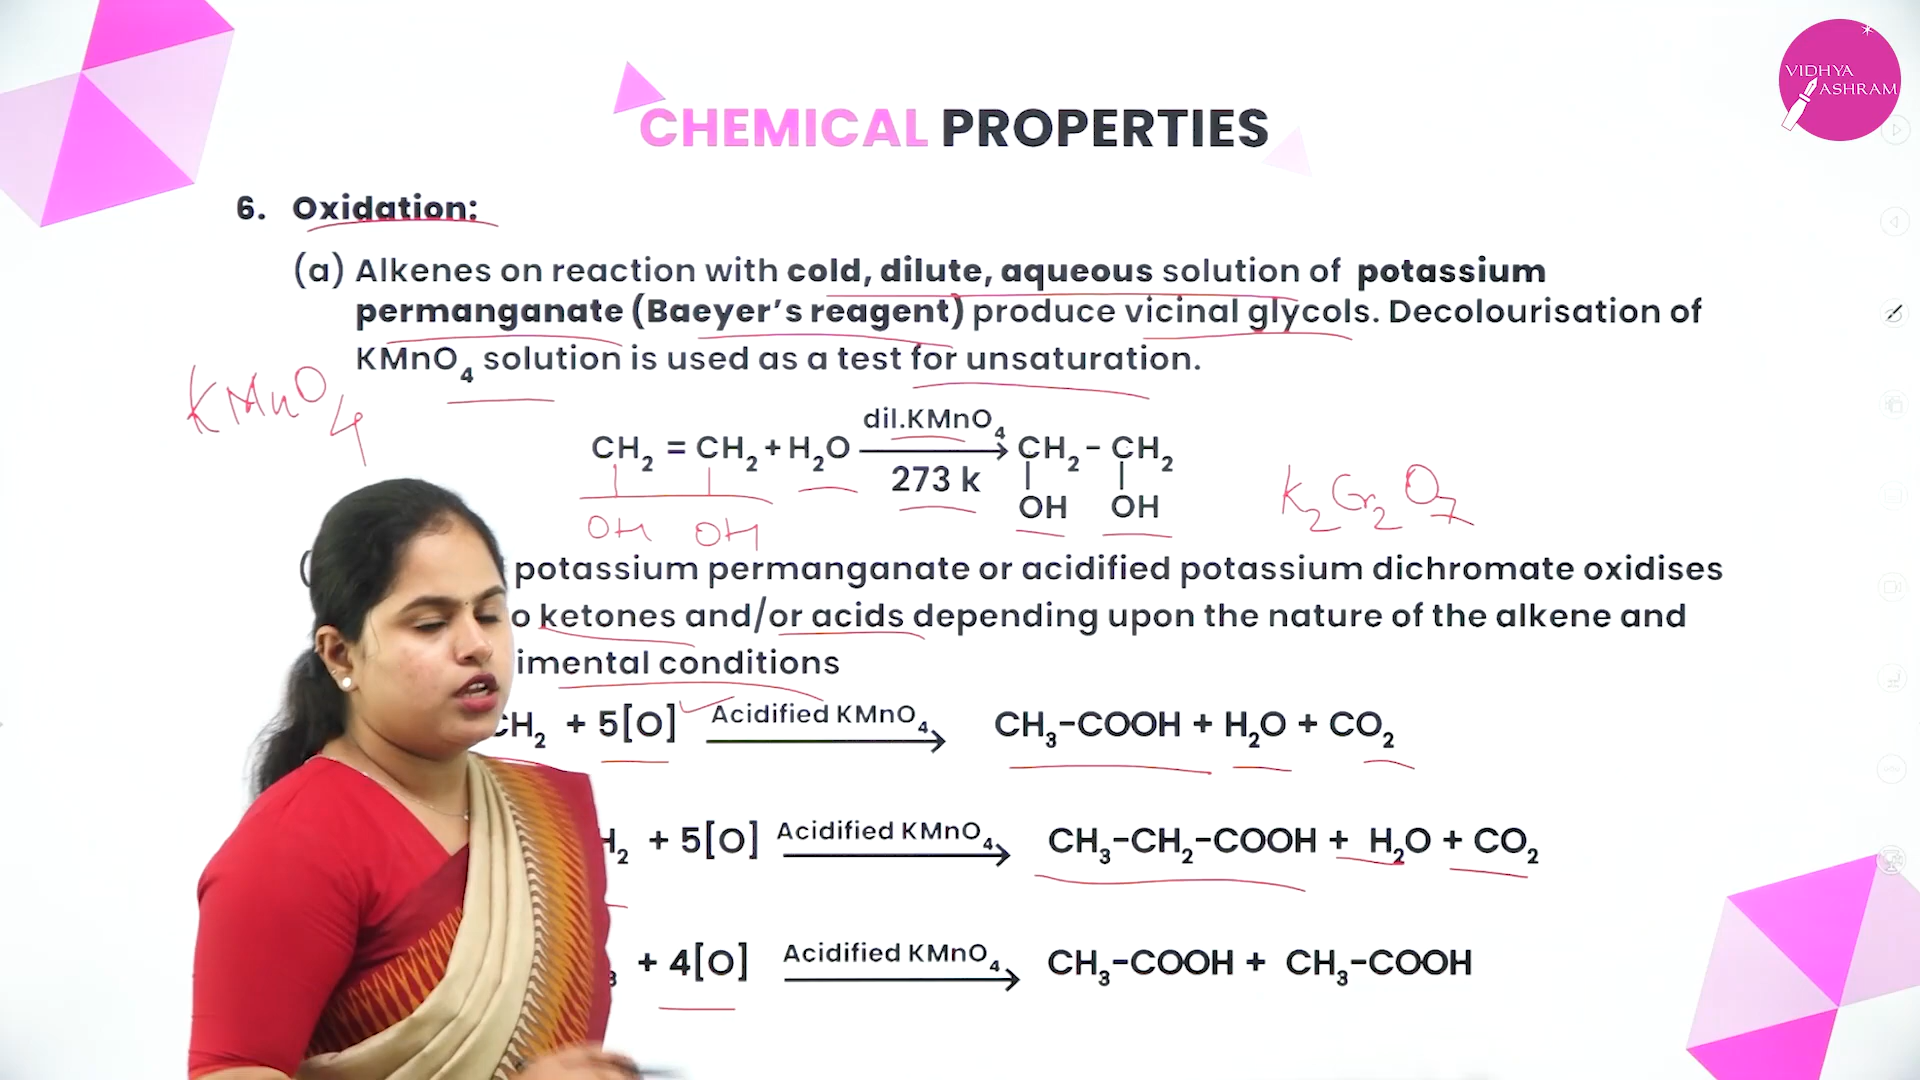 VIDHYA
ASHRAM
CHEMICAL PROPERTIES
6. Oxidation:
(a) Alkenes on reaction with cold, dilute, aqueous solution of potassium
permanganate (Baeyer's reagent) produce vicinal glycols. Decolourisation of
KMnO₄ solution is used as a test for unsaturation.
KMnO₄
dil.KMnO₄
CH₂ = CH₂ + H₂O → CH₂ - CH₂
273 k
OH OH
OH OH
K₂Cr₂O₇
potassium permanganate or acidified potassium dichromate oxidises
ketones and/or acids depending upon the nature of the alkene and
conditions
CH₂ + 5[O] Acidified KMnO₄ → CH₃-COOH + H₂O + CO₂
+ 5[O] Acidified KMnO₄ → CH₃-CH₂-COOH + H₂O + CO₂
+ 4[O] Acidified KMnO₄ → CH₃-COOH + CH₃-COOH